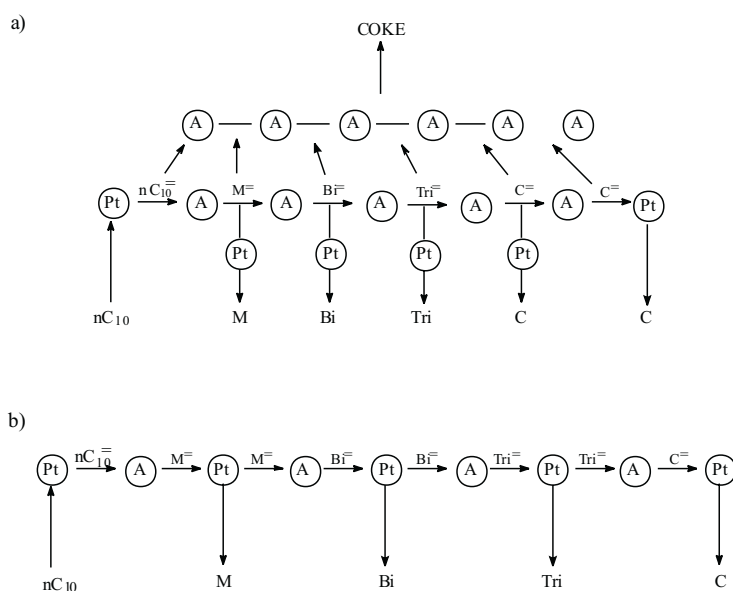 a)
COKE
A A A A A A
nC10= M= Bi= Tri= C= C=
Pt A A A A A Pt
Pt Pt Pt Pt
nC10 M Bi Tri C C
b)
nC10= M= M= Bi= Bi= Tri= Tri= C=
Pt A Pt A Pt A Pt A Pt
nC10 M Bi Tri C